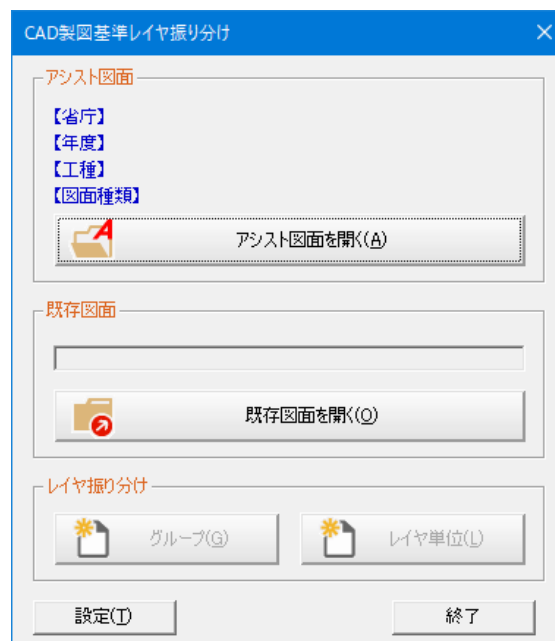 CAD製図基準レイヤ振り分け
アシスト図面
【省庁】
【年度】
【工種】
【図面種類】
アシスト図面を開く(A)
既存図面
既存図面を開く(O)
レイヤ振り分け
グループ(G)
レイヤ単位(L)
設定(T)
終了